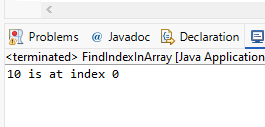 Problems @ Javadoc Declaration
<terminated> FindIndexInArray [Java Application
10 is at index 0